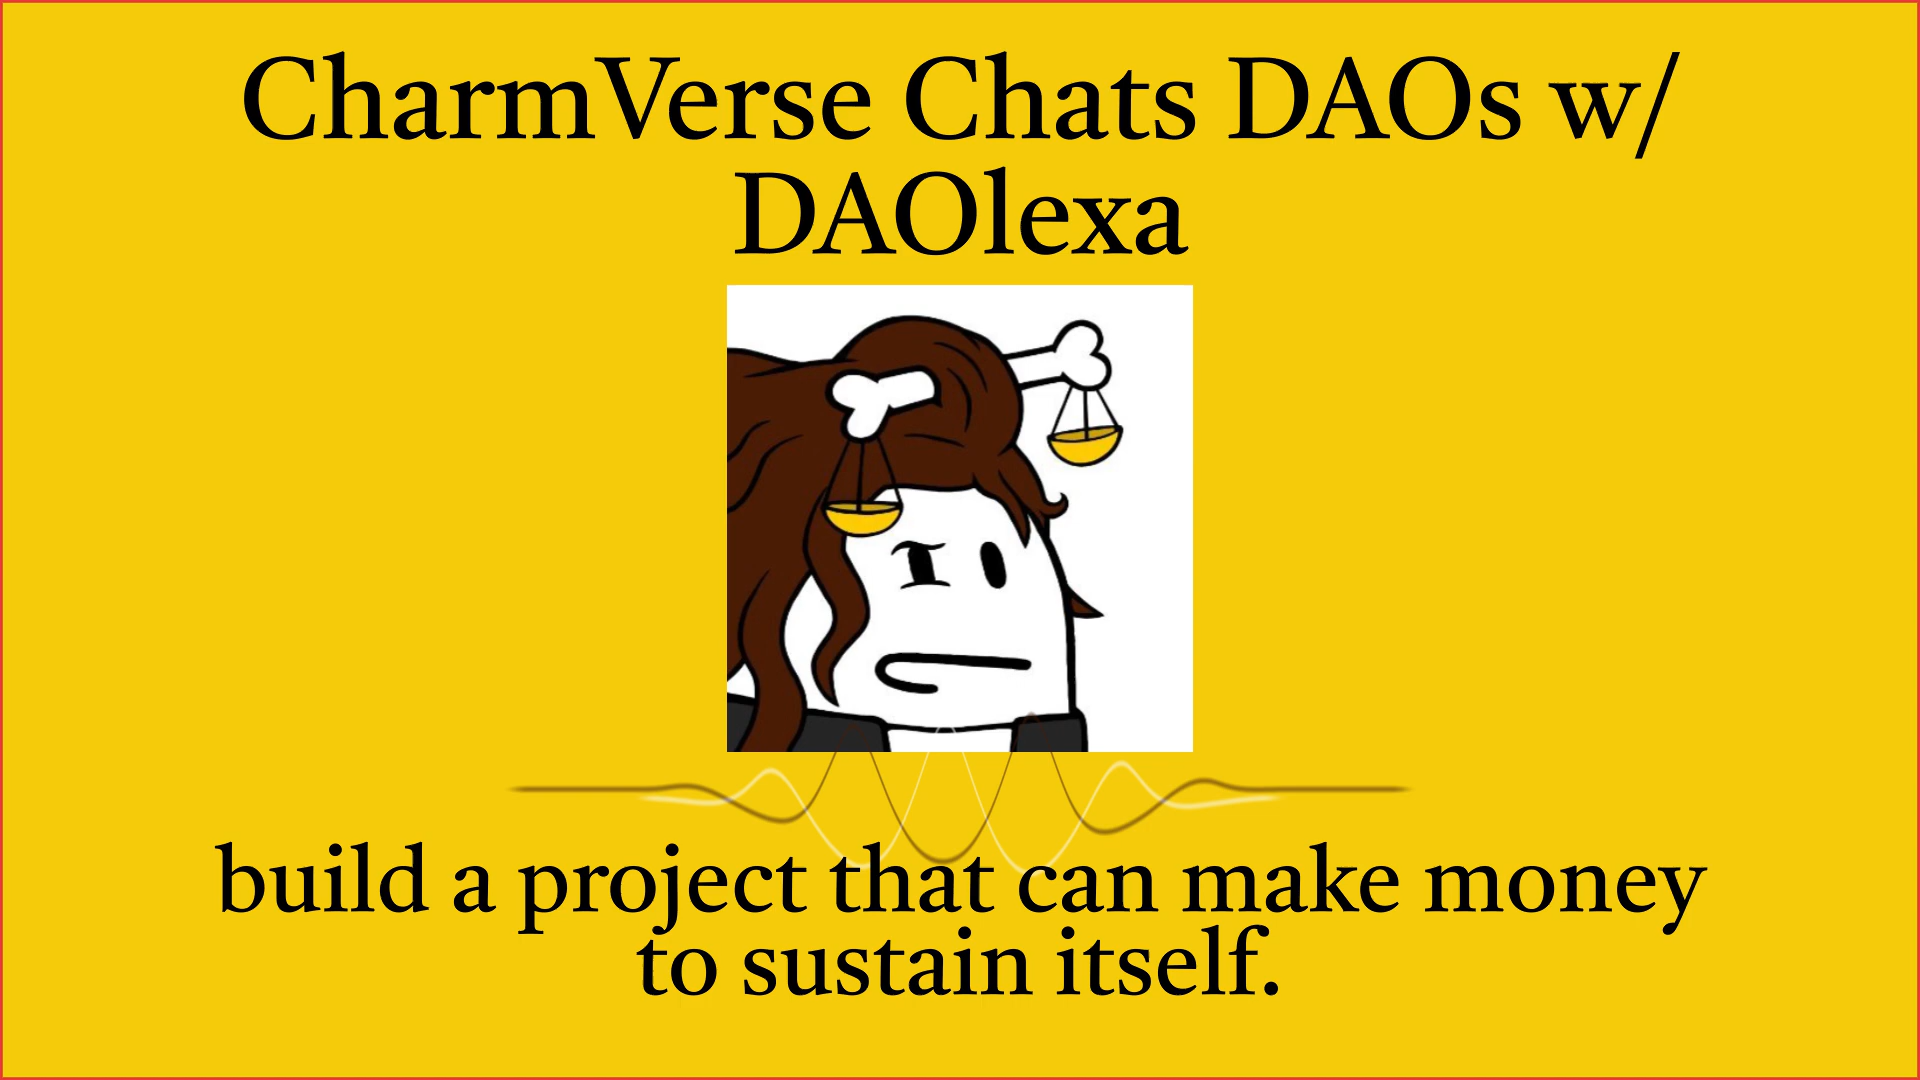 CharmVerse Chats DAOs w/
DAOlexa
build a project that can make money
to sustain itself.